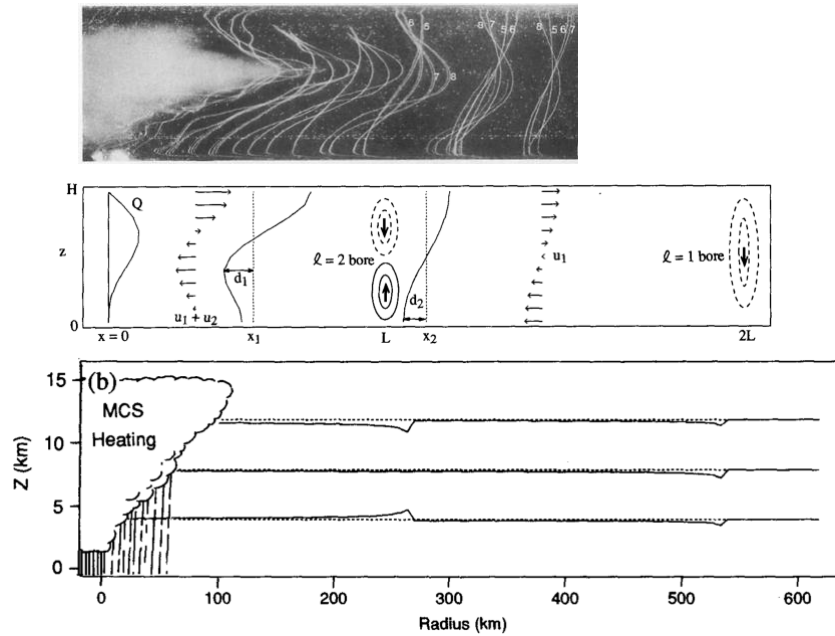 6 6 8 7 5 6 8 5 6 7
5
7 8
H
Q
z
d₁
ℓ = 2 bore
d₂
u₁
ℓ = 1 bore
0
u₁ + u₂
x = 0 x₁ L x₂ 2L
(b)
15
MCS
Heating
10
Z (km)
5
0
0 100 200 300 400 500 600
Radius (km)